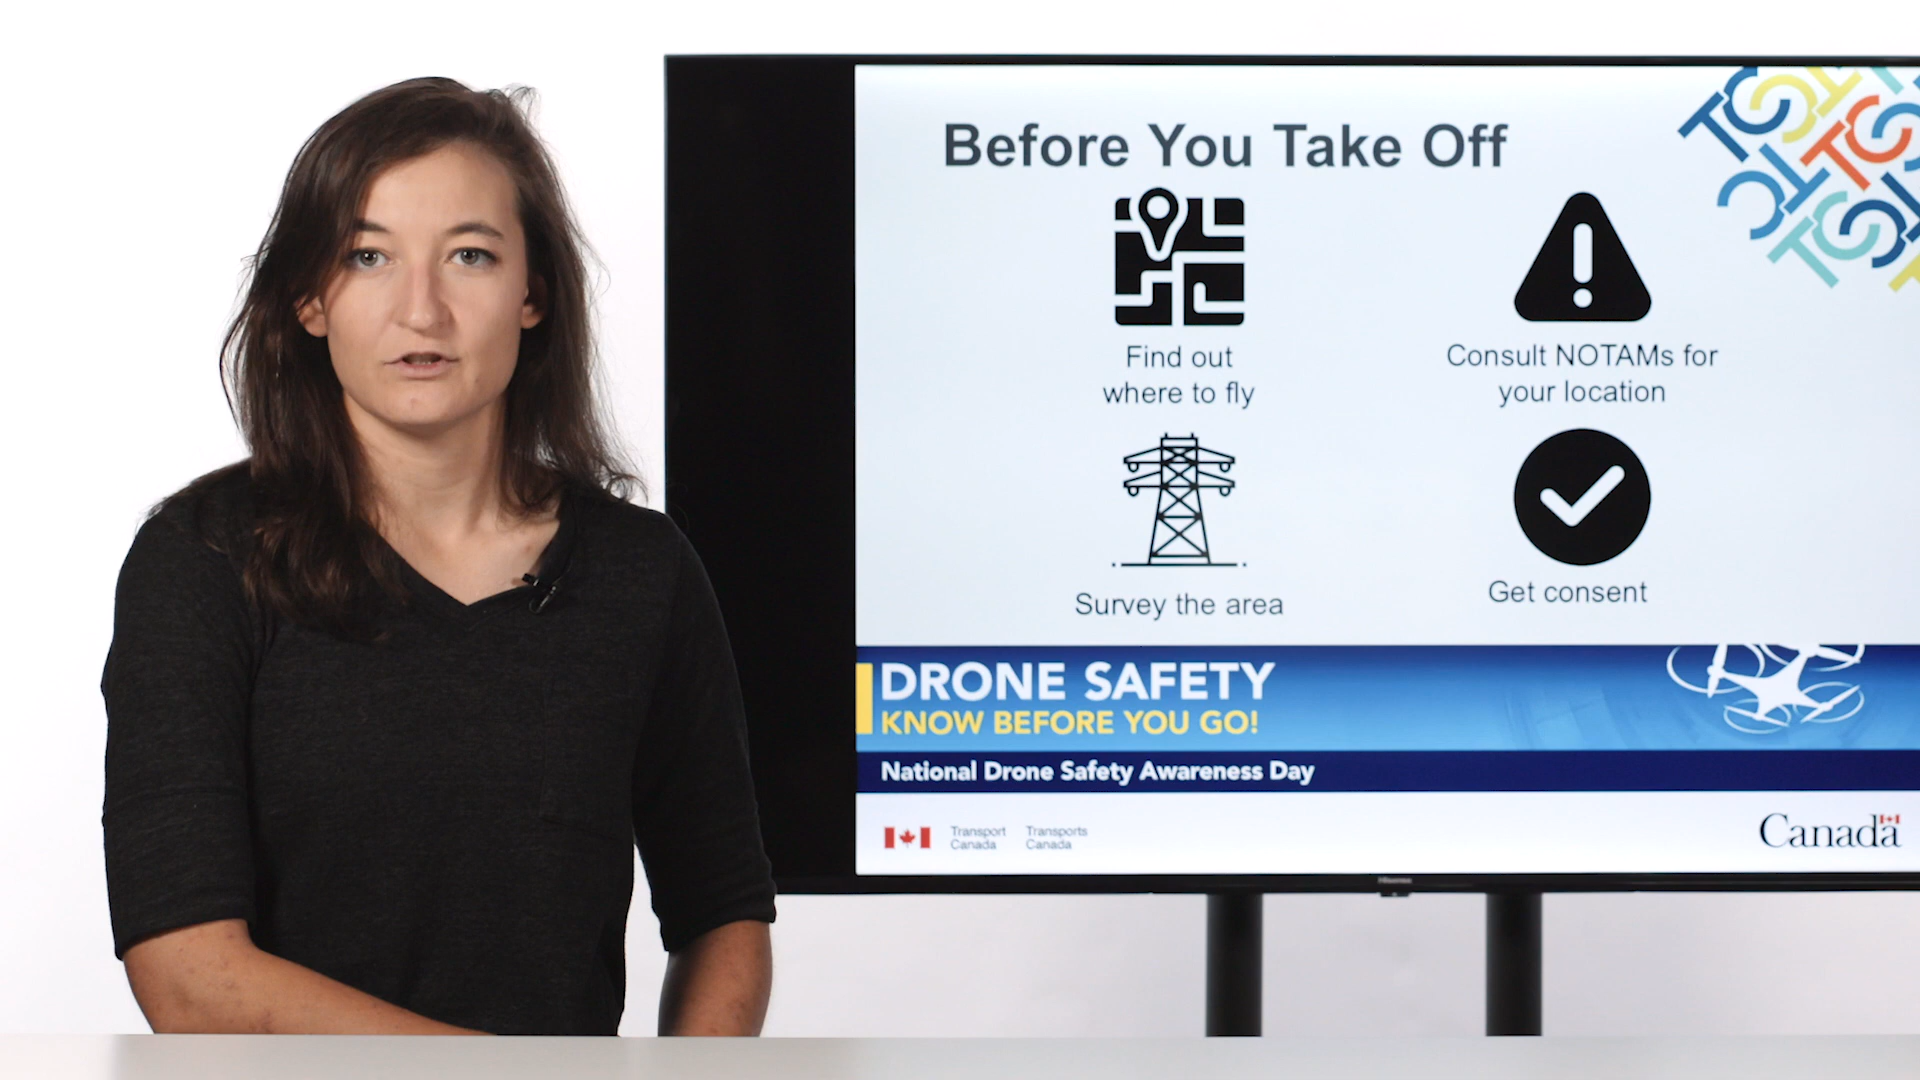 Before You Take Off
Find out
where to fly
Consult NOTAMs for
your location
Survey the area
Get consent
DRONE SAFETY
KNOW BEFORE YOU GO!
National Drone Safety Awareness Day
Transport
Canada
Transports
Canada
Canada
Hisense